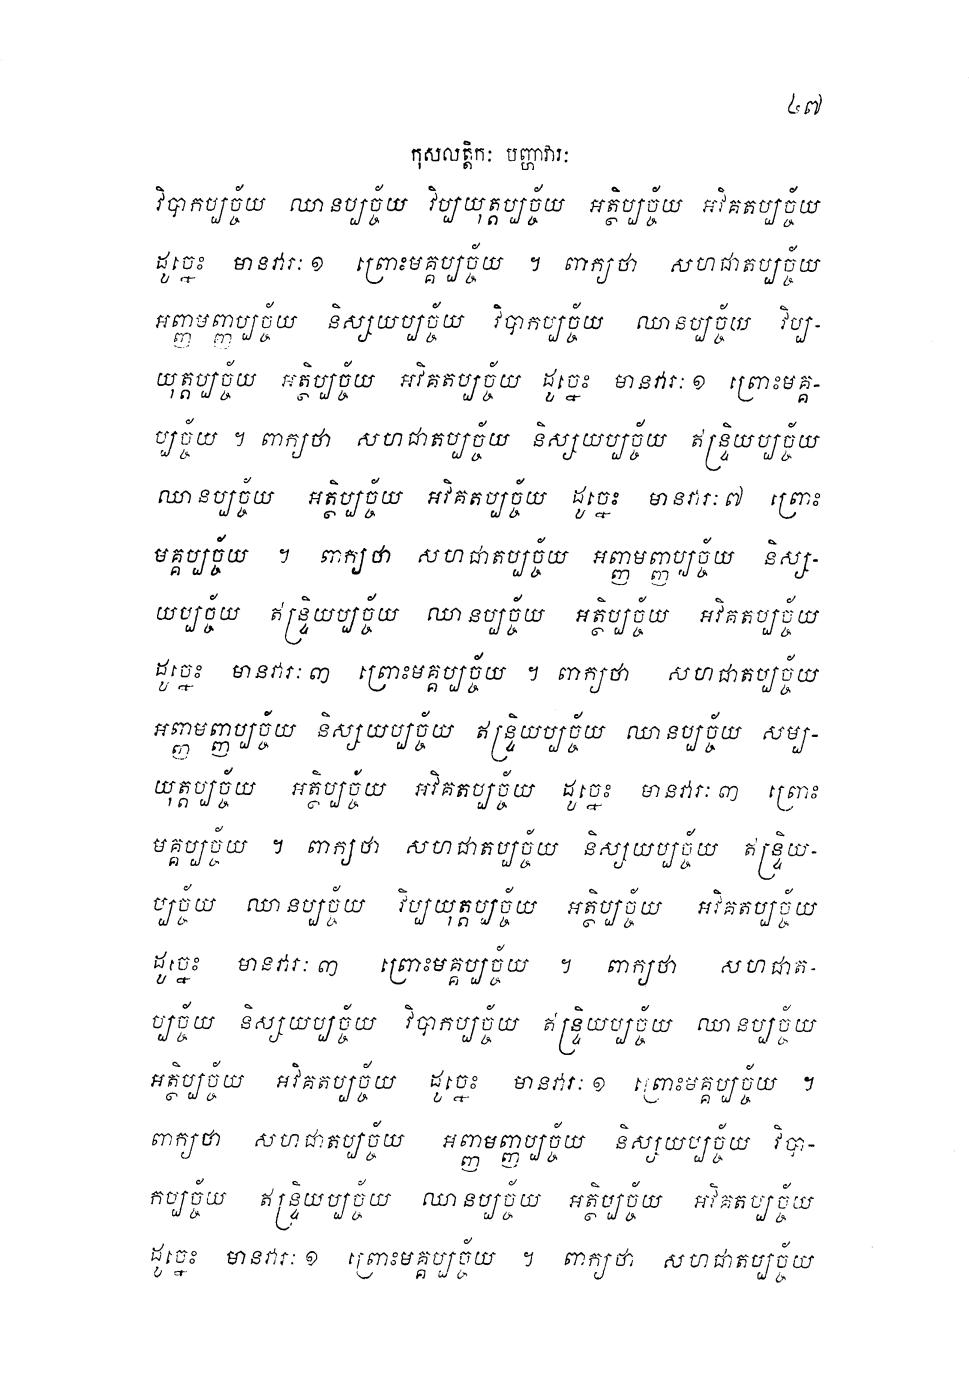 ៤៧
កុសលត្តិកៈ បញ្ហាវារៈ
វិបាកប្បច្ច័យ ឈានប្បច្ច័យ វិប្បយុត្តប្បច្ច័យ អត្ថិប្បច្ច័យ អវិគតប្បច្ច័យ
ដូច្នេះ មានវារៈ ១ ព្រោះមគ្គប្បច្ច័យ ។ ពាក្យថា សហជាតប្បច្ច័យ
អញ្ញមញ្ញប្បច្ច័យ និស្សយប្បច្ច័យ វិបាកប្បច្ច័យ ឈានប្បច្ច័យ វិប្ប-
យុត្តប្បច្ច័យ អត្ថិប្បច្ច័យ អវិគតប្បច្ច័យ ដូច្នេះ មានវារៈ ១ ព្រោះមគ្គ-
ប្បច្ច័យ ។ ពាក្យថា សហជាតប្បច្ច័យ និស្សយប្បច្ច័យ ឥន្ទ្រិយប្បច្ច័យ
ឈានប្បច្ច័យ អត្ថិប្បច្ច័យ អវិគតប្បច្ច័យ ដូច្នេះ មានវារៈ ៧ ព្រោះ
មគ្គប្បច្ច័យ ។ ពាក្យថា សហជាតប្បច្ច័យ អញ្ញមញ្ញប្បច្ច័យ និស្ស-
យប្បច្ច័យ ឥន្ទ្រិយប្បច្ច័យ ឈានប្បច្ច័យ អត្ថិប្បច្ច័យ អវិគតប្បច្ច័យ
ដូច្នេះ មានវារៈ ៣ ព្រោះមគ្គប្បច្ច័យ ។ ពាក្យថា សហជាតប្បច្ច័យ
អញ្ញមញ្ញប្បច្ច័យ និស្សយប្បច្ច័យ ឥន្ទ្រិយប្បច្ច័យ ឈានប្បច្ច័យ សម្ប-
យុត្តប្បច្ច័យ អត្ថិប្បច្ច័យ អវិគតប្បច្ច័យ ដូច្នេះ មានវារៈ ៣ ព្រោះ
មគ្គប្បច្ច័យ ។ ពាក្យថា សហជាតប្បច្ច័យ និស្សយប្បច្ច័យ ឥន្ទ្រិយ-
ប្បច្ច័យ ឈានប្បច្ច័យ វិប្បយុត្តប្បច្ច័យ អត្ថិប្បច្ច័យ អវិគតប្បច្ច័យ
ដូច្នេះ មានវារៈ ៣ ព្រោះមគ្គប្បច្ច័យ ។ ពាក្យថា សហជាត-
ប្បច្ច័យ និស្សយប្បច្ច័យ វិបាកប្បច្ច័យ ឥន្ទ្រិយប្បច្ច័យ ឈានប្បច្ច័យ
អត្ថិប្បច្ច័យ អវិគតប្បច្ច័យ ដូច្នេះ មានវារៈ ១ ព្រោះមគ្គប្បច្ច័យ ។
ពាក្យថា សហជាតប្បច្ច័យ អញ្ញមញ្ញប្បច្ច័យ និស្សយប្បច្ច័យ វិបា-
កប្បច្ច័យ ឥន្ទ្រិយប្បច្ច័យ ឈានប្បច្ច័យ អត្ថិប្បច្ច័យ អវិគតប្បច្ច័យ
ដូច្នេះ មានវារៈ ១ ព្រោះមគ្គប្បច្ច័យ ។ ពាក្យថា សហជាតប្បច្ច័យ